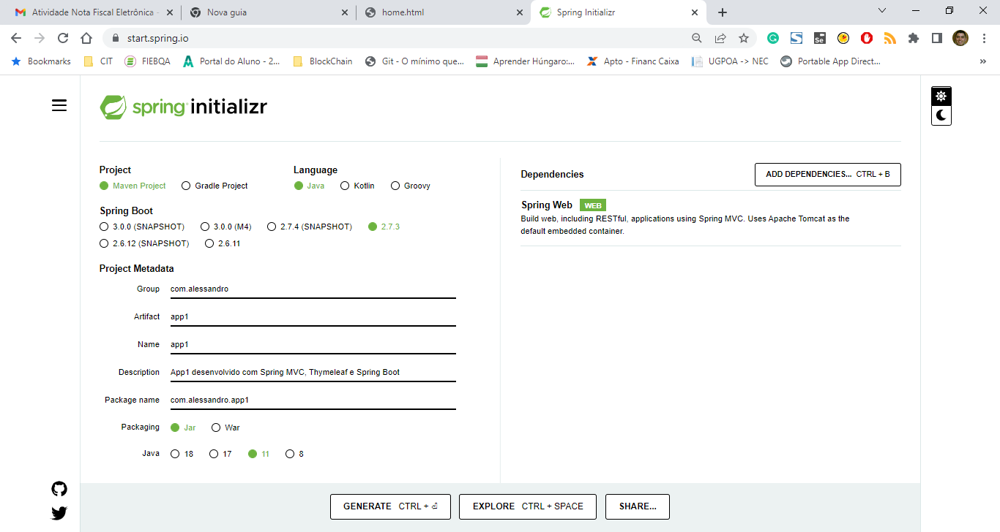 Atividade Nota Fiscal Eletrônica -
Nova guia
home.html
Spring Initializr
start.spring.io
Bookmarks
CIT
FIEBQA
Portal do Aluno - 2...
BlockChain
Git - O mínimo que...
Aprender Húngaro:...
Apto - Financ Caixa
UGPOA -> NEC
Portable App Direct...
»
spring initializr
Project
Maven Project Gradle Project
Language
Java Kotlin Groovy
Spring Boot
3.0.0 (SNAPSHOT) 3.0.0 (M4) 2.7.4 (SNAPSHOT) 2.7.3
2.6.12 (SNAPSHOT) 2.6.11
Project Metadata
Group com.alessandro
Artifact app1
Name app1
Description App1 desenvolvido com Spring MVC, Thymeleaf e Spring Boot
Package name com.alessandro.app1
Packaging Jar War
Java 18 17 11 8
Dependencies
ADD DEPENDENCIES... CTRL + B
Spring Web WEB
Build web, including RESTful, applications using Spring MVC. Uses Apache Tomcat as the
default embedded container.
GENERATE CTRL + ⏎
EXPLORE CTRL + SPACE
SHARE...